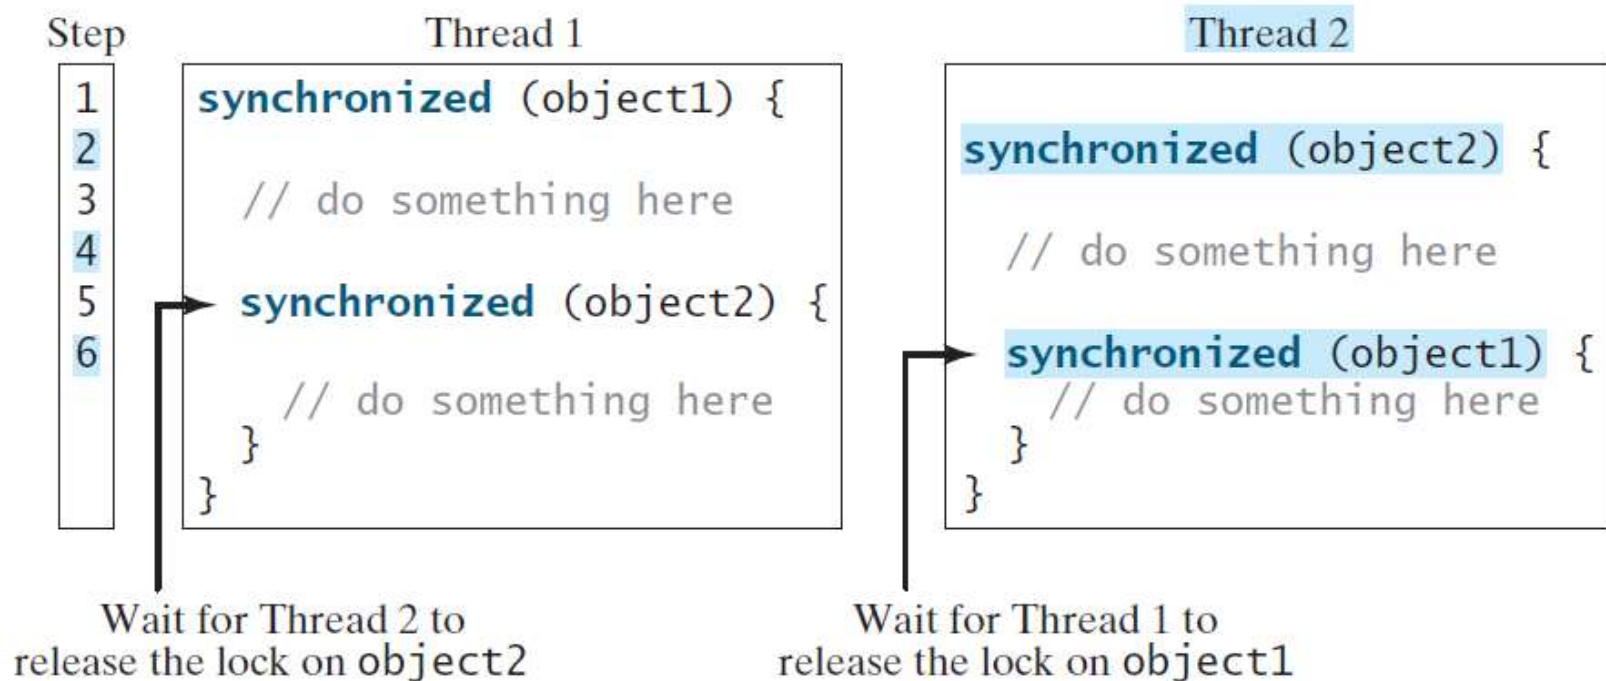 Step
Thread 1
Thread 2
1
2
3
4
5
6
synchronized (object1) {
// do something here
synchronized (object2) {
// do something here
}
}
synchronized (object2) {
// do something here
synchronized (object1) {
// do something here
}
}
Wait for Thread 2 to
release the lock on object2
Wait for Thread 1 to
release the lock on object1